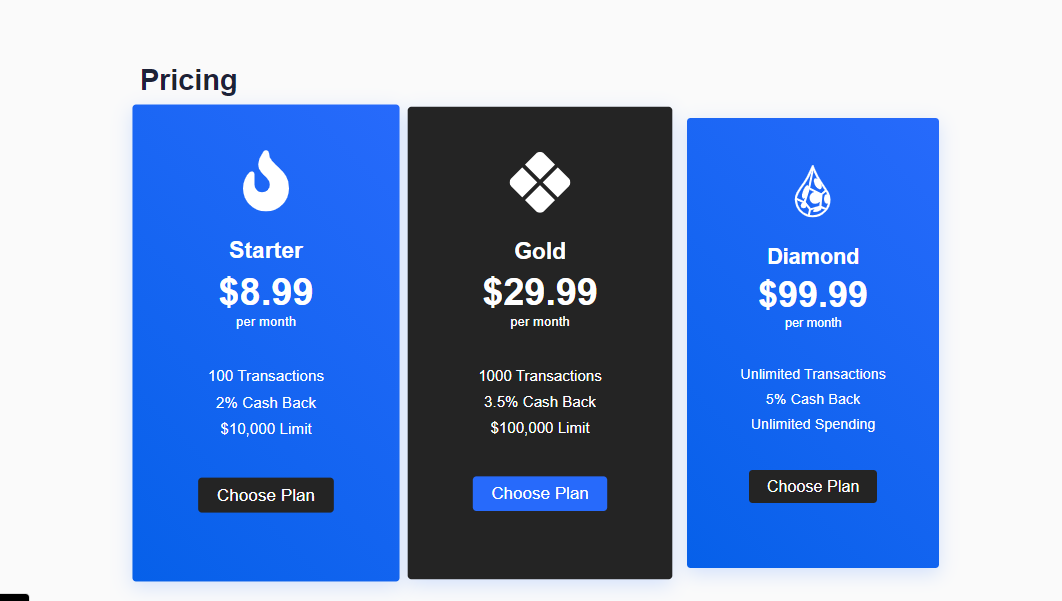 Pricing
Starter
$8.99
per month
100 Transactions
2% Cash Back
$10,000 Limit
Choose Plan
Gold
$29.99
per month
1000 Transactions
3.5% Cash Back
$100,000 Limit
Choose Plan
Diamond
$99.99
per month
Unlimited Transactions
5% Cash Back
Unlimited Spending
Choose Plan